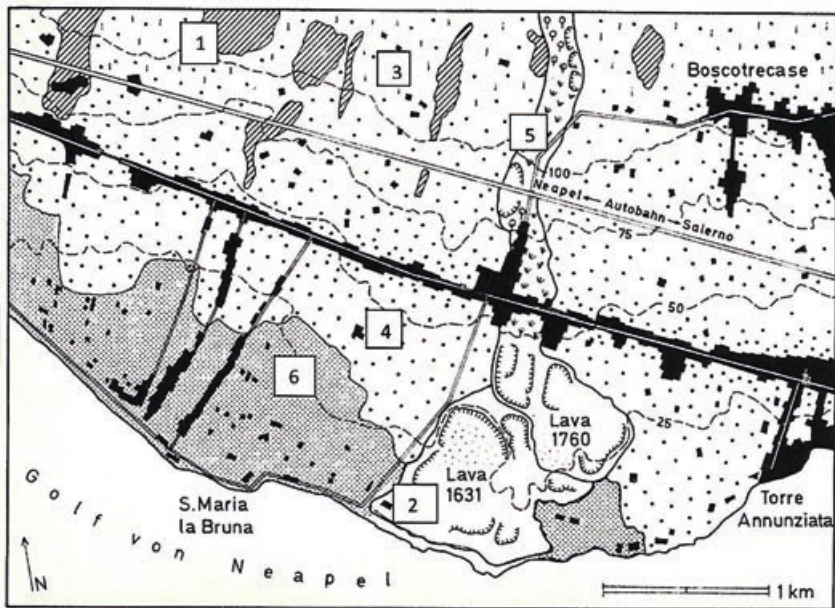 1
3
Boscotrecase
5
100
Neapel ← Autobahn – Salerno
75
50
4
6
25
Lava
1760
Lava
1631
2
S. Maria
la Bruna
Torre
Annunziata
Golf von Neapel
N
1 km